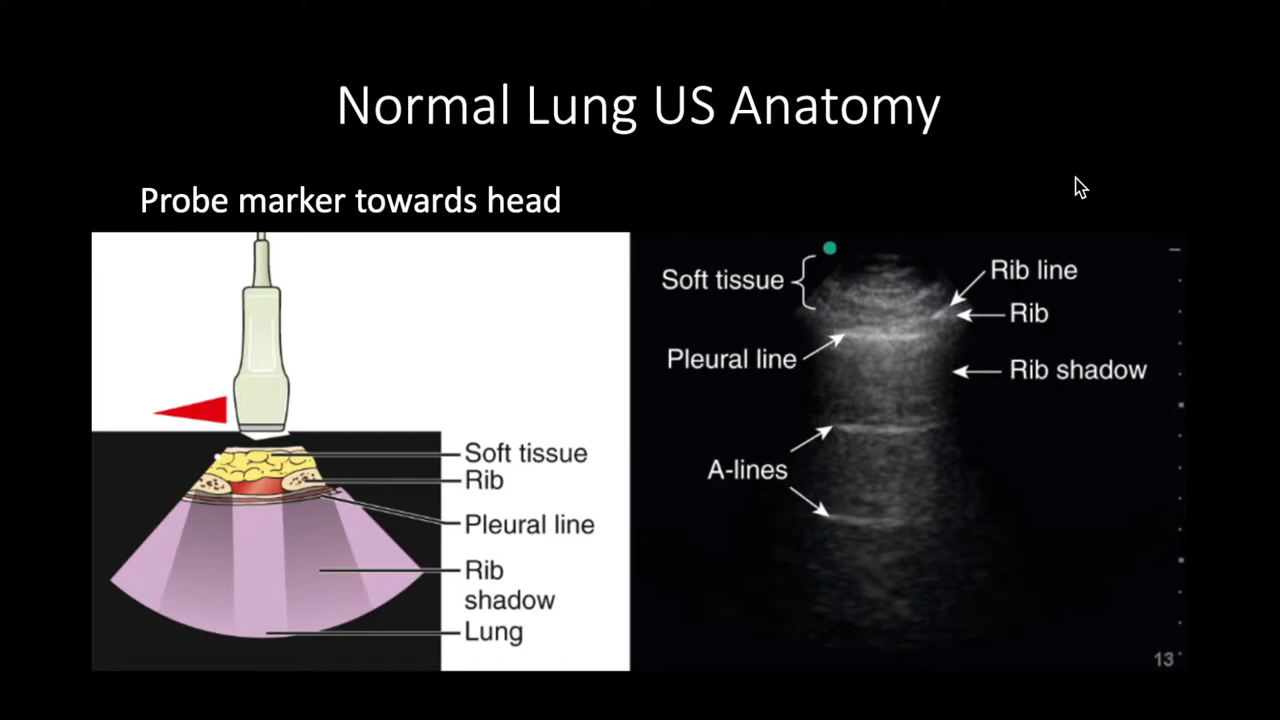 Normal Lung US Anatomy
Probe marker towards head
Soft tissue
Rib
Pleural line
Rib
shadow
Lung
Soft tissue
Pleural line
A-lines
Rib line
Rib
Rib shadow
13